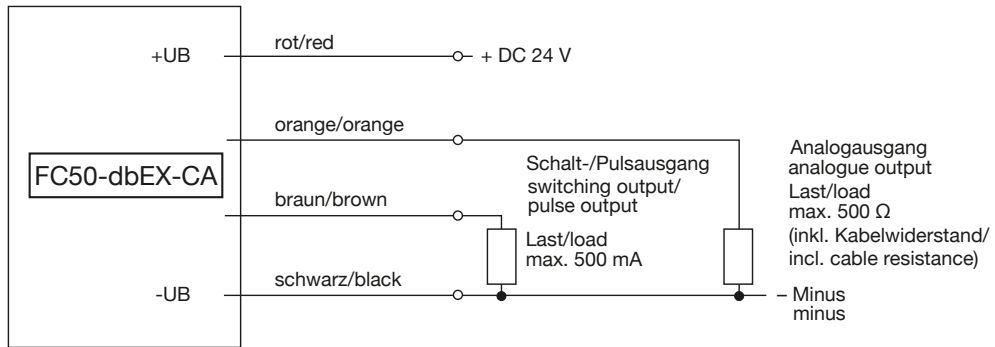 +UB
rot/red
+ DC 24 V
orange/orange
FC50-dbEX-CA
Schalt-/Pulsausgang
switching output/
pulse output
Analogausgang
analogue output
Last/load
max. 500 Ω
(inkl. Kabelwiderstand/
incl. cable resistance)
braun/brown
Last/load
max. 500 mA
-UB
schwarz/black
– Minus
minus